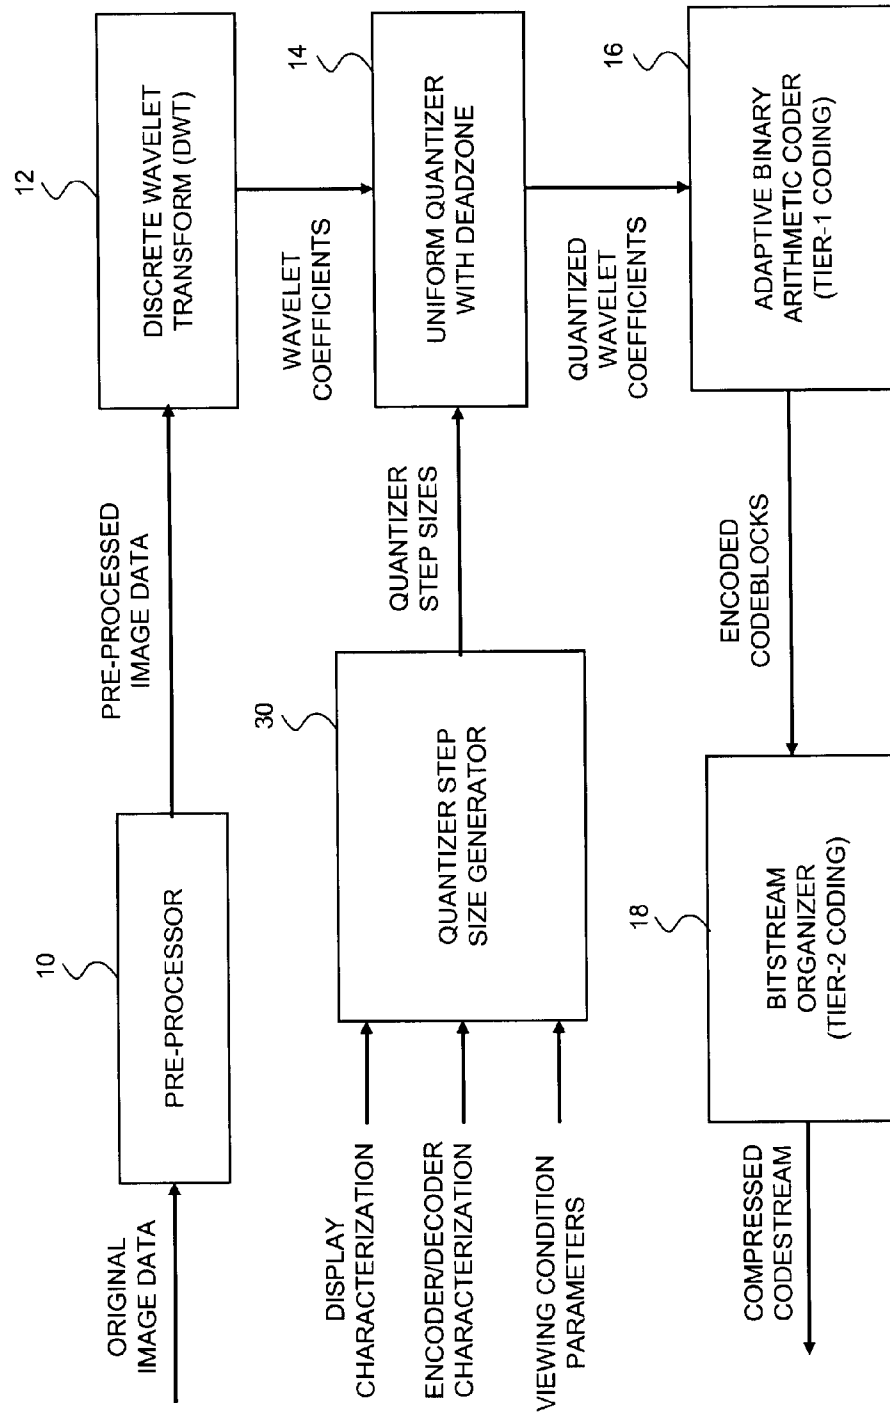 ORIGINAL
IMAGE DATA
10
PRE-PROCESSOR
PRE-PROCESSED
IMAGE DATA
12
DISCRETE WAVELET
TRANSFORM (DWT)
WAVELET
COEFFICIENTS
DISPLAY
CHARACTERIZATION
ENCODER/DECODER
CHARACTERIZATION
VIEWING CONDITION
PARAMETERS
30
QUANTIZER STEP
SIZE GENERATOR
QUANTIZER
STEP SIZES
14
UNIFORM QUANTIZER
WITH DEADZONE
QUANTIZED
WAVELET
COEFFICIENTS
16
ADAPTIVE BINARY
ARITHMETIC CODER
(TIER-1 CODING)
ENCODED
CODEBLOCKS
18
BITSTREAM
ORGANIZER
(TIER-2 CODING)
COMPRESSED
CODESTREAM